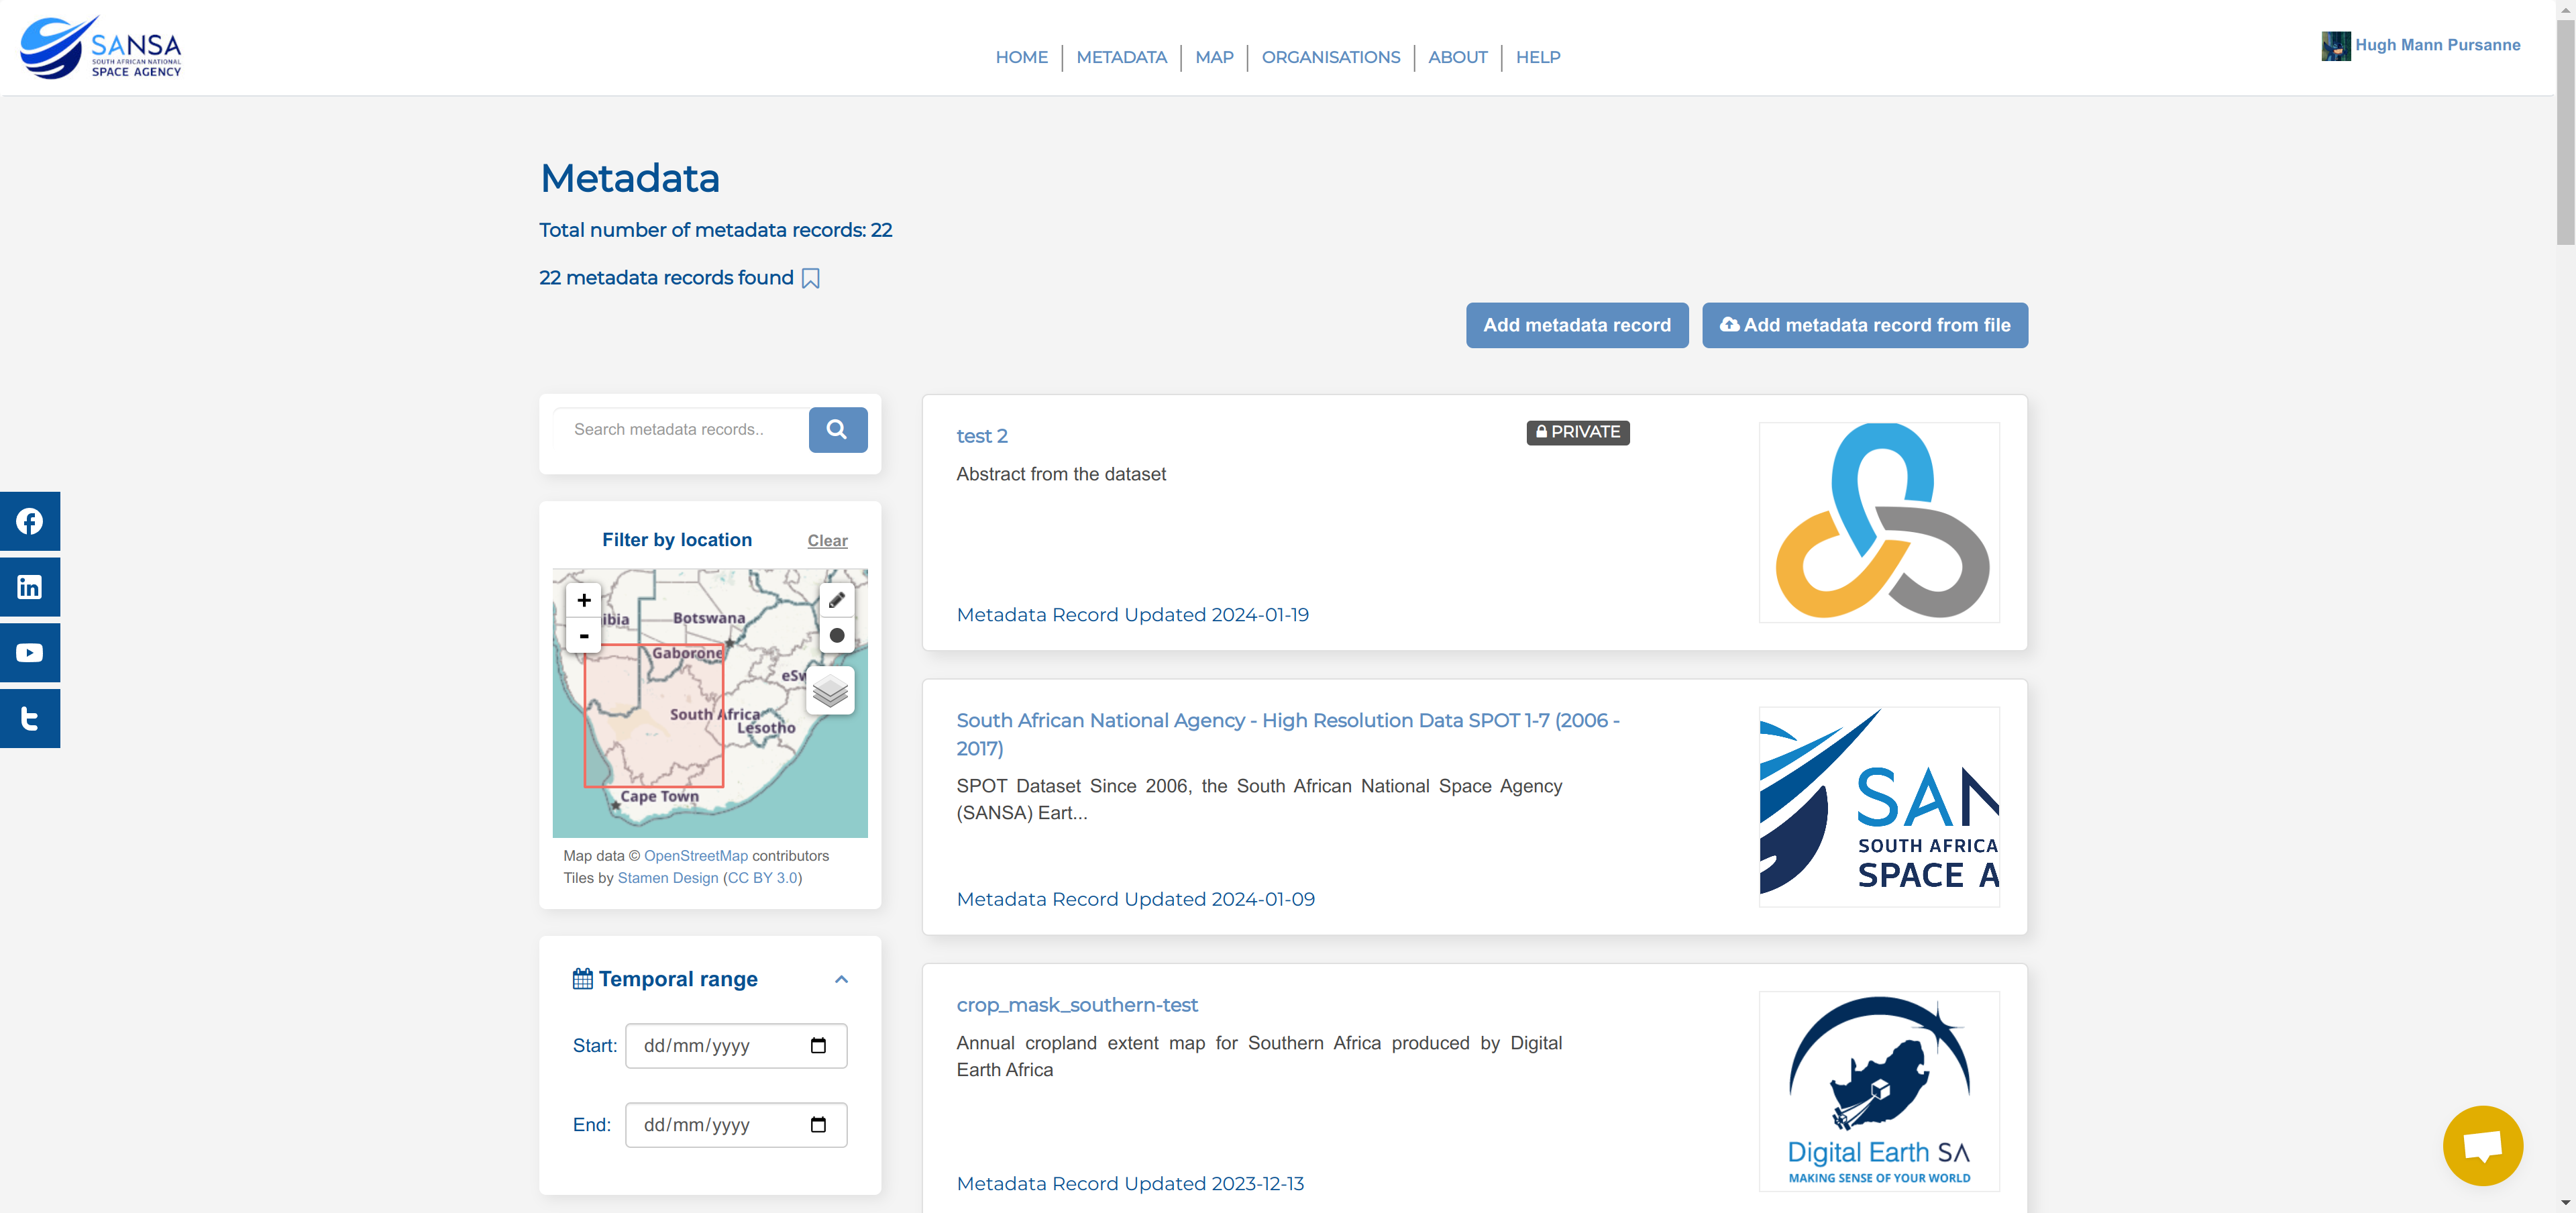 SANSA
SOUTH AFRICAN NATIONAL
SPACE AGENCY
HOME
METADATA
MAP
ORGANISATIONS
ABOUT
HELP
Hugh Mann Pursanne
Metadata
Total number of metadata records: 22
22 metadata records found
Add metadata record
Add metadata record from file
Search metadata records..
Filter by location
Clear
+
-
ibia
Botswana
Gaborone
eSw
South Africa
Lesotho
Cape Town
Map data © OpenStreetMap contributors
Tiles by Stamen Design (CC BY 3.0)
Temporal range
Start: dd/mm/yyyy
End: dd/mm/yyyy
test 2
PRIVATE
Abstract from the dataset
Metadata Record Updated 2024-01-19
South African National Agency - High Resolution Data SPOT 1-7 (2006 -
2017)
SPOT Dataset Since 2006, the South African National Space Agency
(SANSA) Eart...
Metadata Record Updated 2024-01-09
SAN
SOUTH AFRICA
SPACE A
crop_mask_southern-test
Annual cropland extent map for Southern Africa produced by Digital
Earth Africa
Metadata Record Updated 2023-12-13
Digital Earth SA
MAKING SENSE OF YOUR WORLD